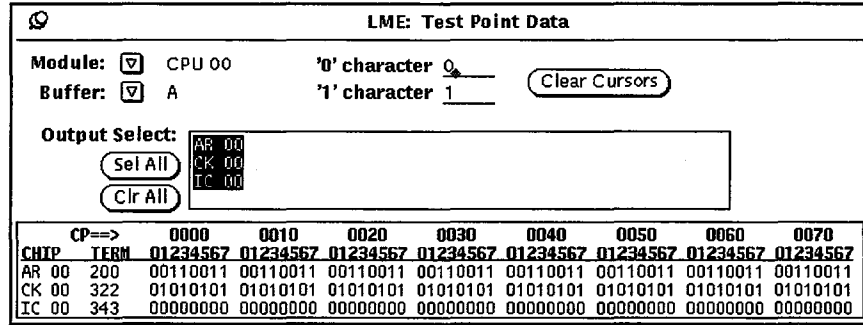 LME: Test Point Data
Module: CPU 00 '0' character 0
Buffer: A '1' character 1
Clear Cursors
Output Select:
Sel All
Clr All
AR 00
CK 00
IC 00
CP==> 0000 0010 0020 0030 0040 0050 0060 0070
CHIP TERM 01234567 01234567 01234567 01234567 01234567 01234567 01234567 01234567
AR 00 200 00110011 00110011 00110011 00110011 00110011 00110011 00110011 00110011
CK 00 322 01010101 01010101 01010101 01010101 01010101 01010101 01010101 01010101
IC 00 343 00000000 00000000 00000000 00000000 00000000 00000000 00000000 00000000